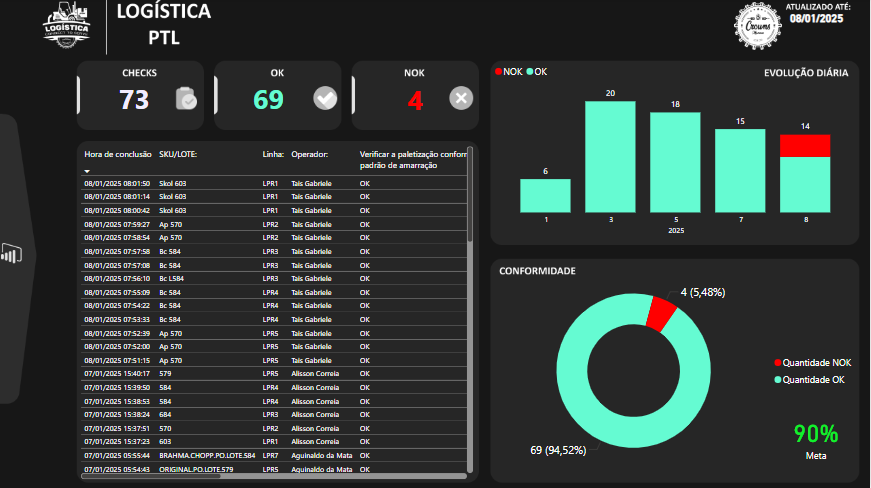 LOGÍSTICA
LOGÍSTICA
PTL
Crowns
ATUALIZADO ATÉ:
08/01/2025
CHECKS
73
OK
69
NOK
4
NOK OK
EVOLUÇÃO DIÁRIA
6
20
18
15
14
1
3
5
7
8
2025
Hora de conclusão SKU/LOTE: Linha: Operador: Verificar a paletização conform
padrão de amarração
08/01/2025 08:01:50 Skol 603 LPR1 Tais Gabriele OK
08/01/2025 08:01:14 Skol 603 LPR1 Tais Gabriele OK
08/01/2025 08:00:42 Skol 603 LPR1 Tais Gabriele OK
08/01/2025 07:59:27 Ap 570 LPR2 Tais Gabriele OK
08/01/2025 07:58:54 Ap 570 LPR2 Tais Gabriele OK
08/01/2025 07:57:58 Bc 584 LPR3 Tais Gabriele OK
08/01/2025 07:57:08 Bc 584 LPR3 Tais Gabriele OK
08/01/2025 07:56:10 Bc L584 LPR3 Tais Gabriele OK
08/01/2025 07:55:09 Bc 584 LPR4 Tais Gabriele OK
08/01/2025 07:54:22 Bc 584 LPR4 Tais Gabriele OK
08/01/2025 07:53:33 Bc 584 LPR4 Tais Gabriele OK
08/01/2025 07:52:39 Ap 570 LPR5 Tais Gabriele OK
08/01/2025 07:52:00 Ap 570 LPR5 Tais Gabriele OK
08/01/2025 07:51:15 Ap 570 LPR5 Tais Gabriele OK
07/01/2025 15:40:17 579 LPR5 Alisson Correia OK
07/01/2025 15:39:50 584 LPR4 Alisson Correia OK
07/01/2025 15:38:53 584 LPR4 Alisson Correia OK
07/01/2025 15:38:24 684 LPR3 Alisson Correia OK
07/01/2025 15:37:51 570 LPR2 Alisson Correia OK
07/01/2025 15:37:23 603 LPR1 Alisson Correia OK
07/01/2025 05:55:44 BRAHMA.CHOPP.PO.LOTE.584 LPR7 Aguinaldo da Mata OK
07/01/2025 05:54:43 ORIGINAL.PO.LOTE.579 LPR5 Aguinaldo da Mata OK
CONFORMIDADE
4 (5,48%)
69 (94,52%)
Quantidade NOK
Quantidade OK
90%
Meta